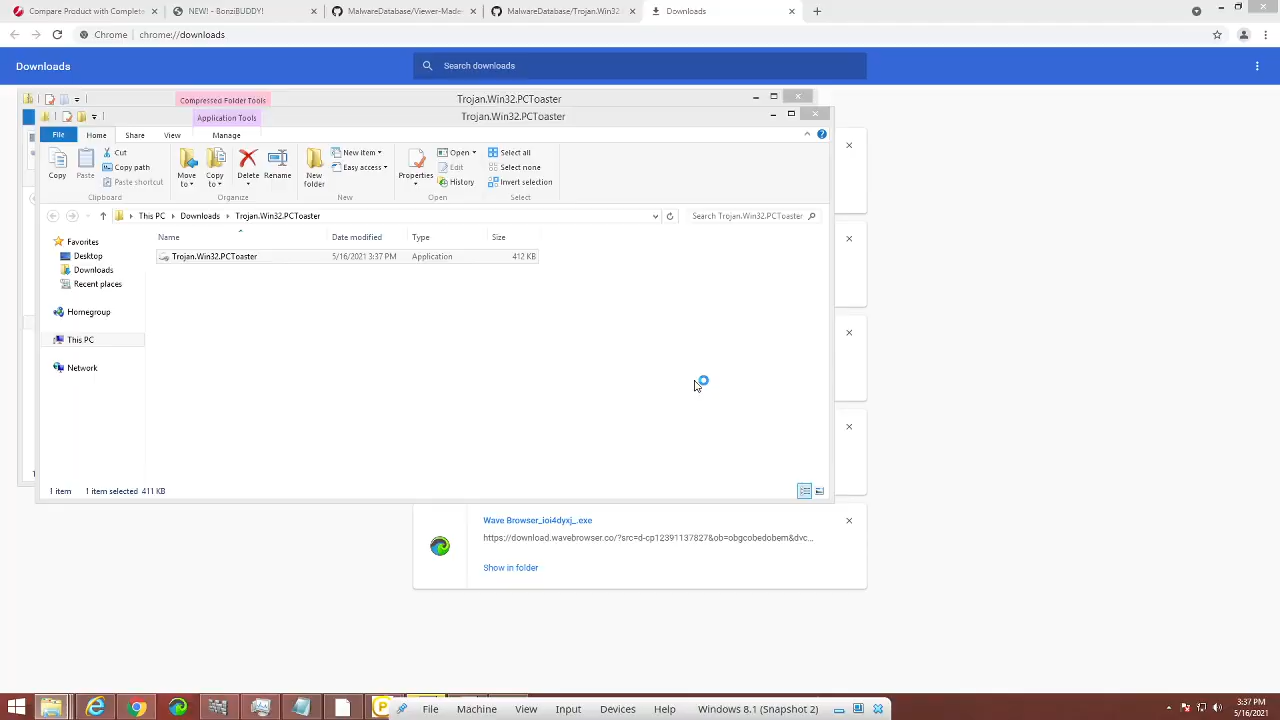 Compare Product with Complete
NEW! - BonziBUDDY!
MalwareDatabase/Viewer-Made-
MalwareDatabase/Trojan.Win32
Downloads
Chrome | chrome://downloads
Downloads
Search downloads
Compressed Folder Tools
Trojan.Win32.PCToaster
Application Tools
Trojan.Win32.PCToaster
File
Home
Share
View
Manage
Copy
Paste
Cut
Copy path
Paste shortcut
Clipboard
Move to
Copy to
Delete
Rename
Organize
New folder
New item
Easy access
New
Properties
Open
Edit
History
Open
Select all
Select none
Invert selection
Select
This PC
Downloads
Trojan.Win32.PCToaster
Search Trojan.Win32.PCToaster
Name
Date modified
Type
Size
Trojan.Win32.PCToaster
5/16/2021 3:37 PM
Application
412 KB
Favorites
Desktop
Downloads
Recent places
Homegroup
This PC
Network
1 item
1 item selected 411 KB
Wave Browser_ioi4dyxj_.exe
https://download.wavebrowser.co/?src=d-cp12391137827&ob=obgcobedobem&dvc...
Show in folder
File
Machine
View
Input
Devices
Help
Windows 8.1 (Snapshot 2)
3:37 PM
5/16/2021